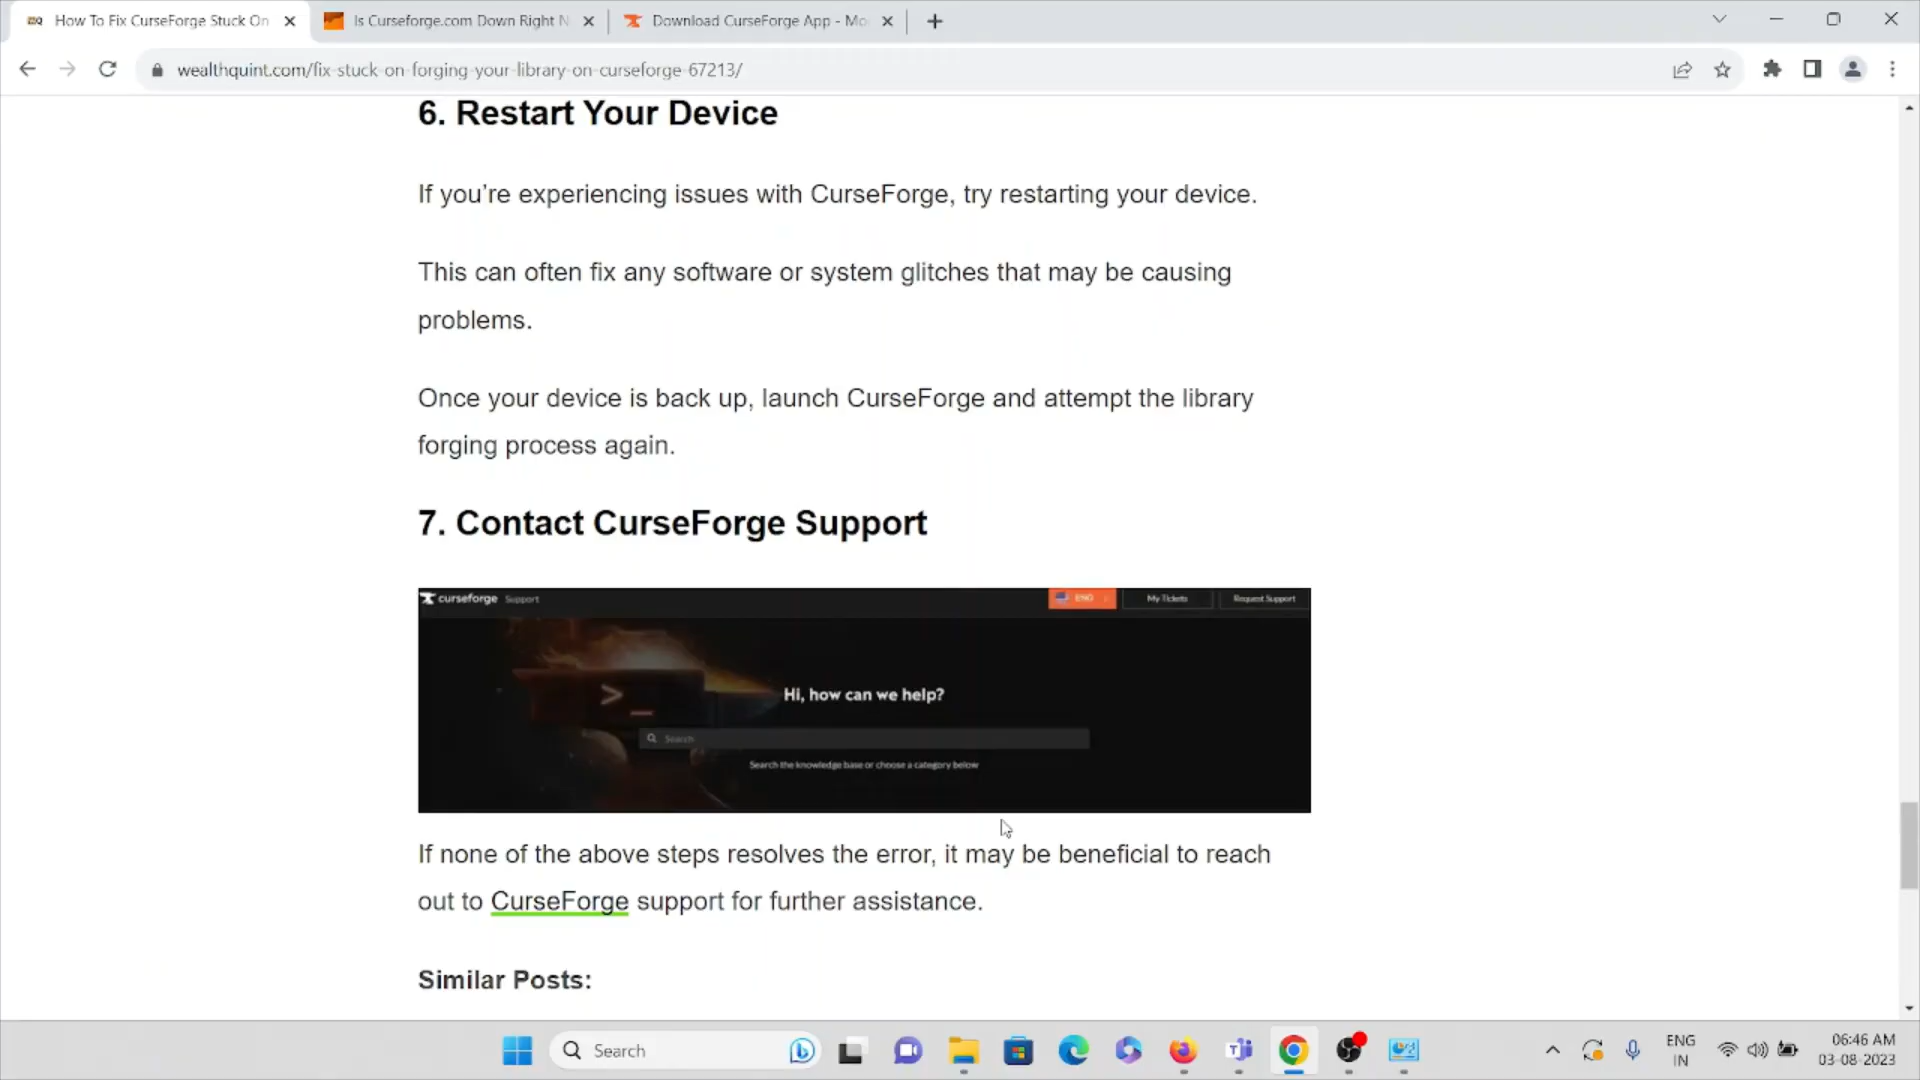 How To Fix CurseForge Stuck On
Is Curseforge.com Down Right N
Download CurseForge App - Mo
wealthquint.com/fix-stuck-on-forging-your-library-on-curseforge-67213/
6. Restart Your Device
If you’re experiencing issues with CurseForge, try restarting your device.
This can often fix any software or system glitches that may be causing
problems.
Once your device is back up, launch CurseForge and attempt the library
forging process again.
7. Contact CurseForge Support
curseforge Support
ENG
My Tickets
Request Support
Hi, how can we help?
Search
Search the knowledge base or choose a category below
If none of the above steps resolves the error, it may be beneficial to reach
out to CurseForge support for further assistance.
Similar Posts:
Search
ENG
IN
06:46 AM
03-08-2023